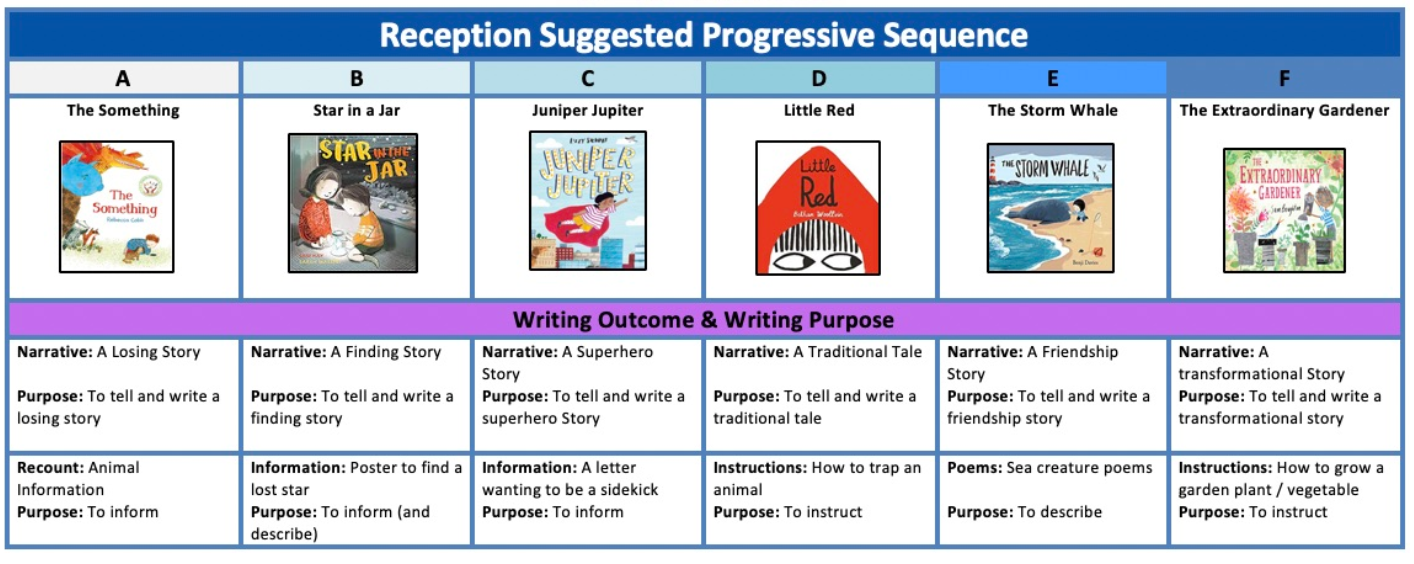 Reception Suggested Progressive Sequence
A
B
C
D
E
F
The Something
Star in a Jar
Juniper Jupiter
Little Red
The Storm Whale
The Extraordinary Gardener
The
Something
Rebecca Cobb
STAR IN THE
JAR
JUNIPER
JUPITER
Little
Red
Bethan Woollvin
THE STORM WHALE
Benji Davies
THE
EXTRAORDINARY
GARDENER
Sam Boughton
Writing Outcome & Writing Purpose
Narrative: A Losing Story
Purpose: To tell and write a
losing story
Narrative: A Finding Story
Purpose: To tell and write a
finding story
Narrative: A Superhero
Story
Purpose: To tell and write a
superhero Story
Narrative: A Traditional Tale
Purpose: To tell and write a
traditional tale
Narrative: A Friendship
Story
Purpose: To tell and write a
friendship story
Narrative: A
transformational Story
Purpose: To tell and write a
transformational story
Recount: Animal
Information
Purpose: To inform
Information: Poster to find a
lost star
Purpose: To inform (and
describe)
Information: A letter
wanting to be a sidekick
Purpose: To inform
Instructions: How to trap an
animal
Purpose: To instruct
Poems: Sea creature poems
Purpose: To describe
Instructions: How to grow a
garden plant / vegetable
Purpose: To instruct